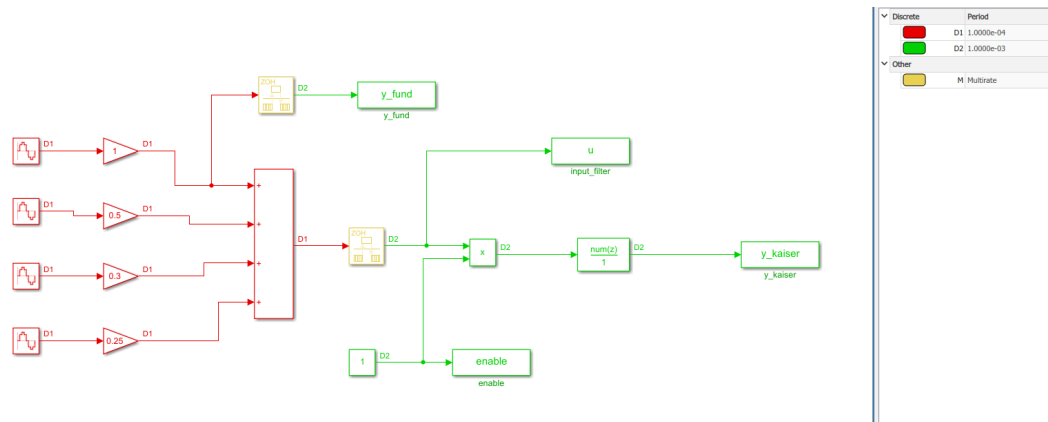 Discrete Period
D1 1.0000e-04
D2 1.0000e-03
Other
M Multirate
ZOH
D2
y_fund
y_fund
D1
1
D1
u
input_filter
D1
0.5
D1
+
+
+
+
D1
ZOH
D2
x
D2
num(z)
1
D2
y_kaiser
y_kaiser
D1
0.3
D1
D1
0.25
D1
1
D2
enable
enable